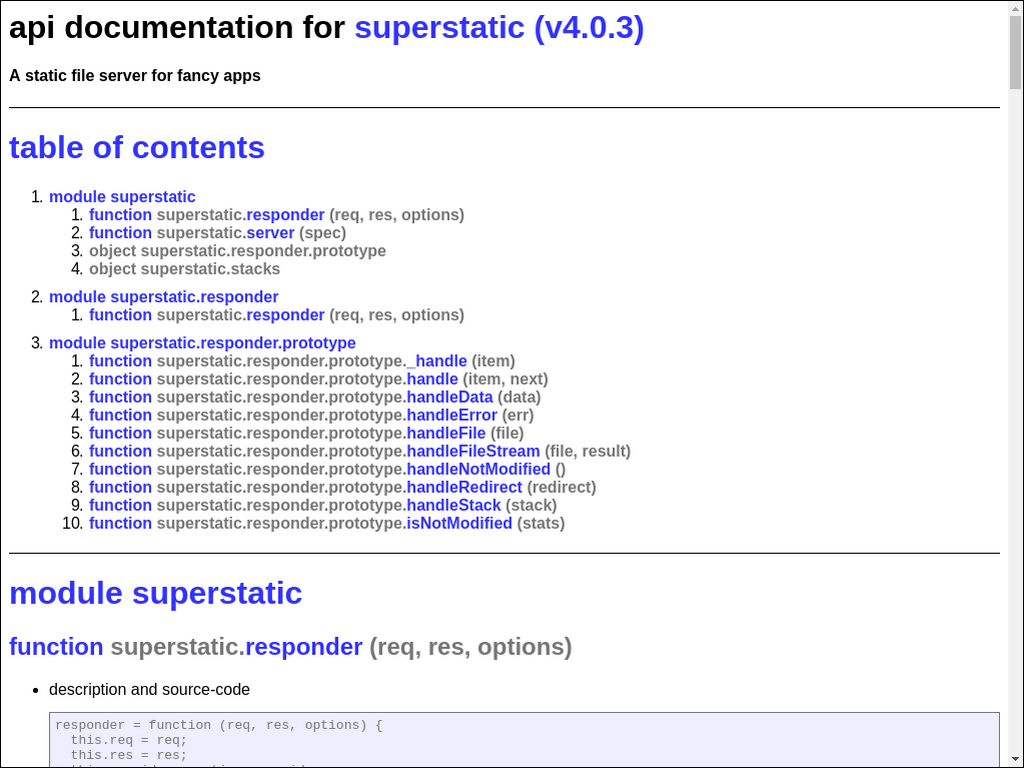 api documentation for superstatic (v4.0.3)
A static file server for fancy apps
table of contents
1. module superstatic
1. function superstatic.responder (req, res, options)
2. function superstatic.server (spec)
3. object superstatic.responder.prototype
4. object superstatic.stacks
2. module superstatic.responder
1. function superstatic.responder (req, res, options)
3. module superstatic.responder.prototype
1. function superstatic.responder.prototype._handle (item)
2. function superstatic.responder.prototype.handle (item, next)
3. function superstatic.responder.prototype.handleData (data)
4. function superstatic.responder.prototype.handleError (err)
5. function superstatic.responder.prototype.handleFile (file)
6. function superstatic.responder.prototype.handleFileStream (file, result)
7. function superstatic.responder.prototype.handleNotModified ()
8. function superstatic.responder.prototype.handleRedirect (redirect)
9. function superstatic.responder.prototype.handleStack (stack)
10. function superstatic.responder.prototype.isNotModified (stats)
module superstatic
function superstatic.responder (req, res, options)
• description and source-code
responder = function (req, res, options) {
this.req = req;
this.res = res;